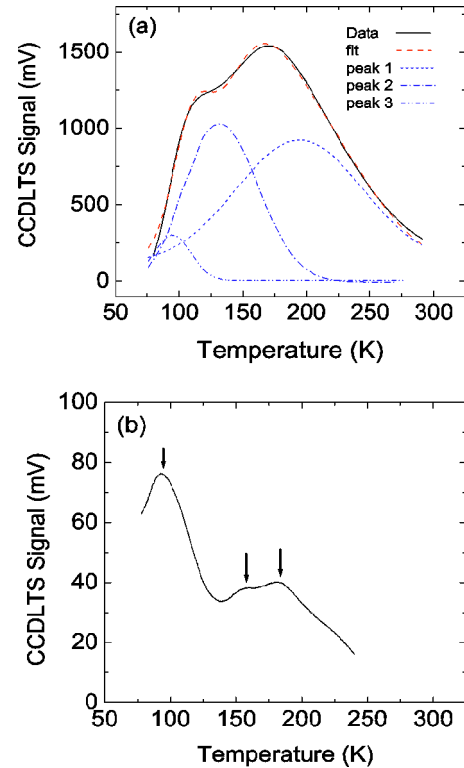 (a)
Data
fit
peak 1
peak 2
peak 3
1500
1000
500
0
CCDLTS Signal (mV)
50 100 150 200 250 300
Temperature (K)
(b)
100
80
60
40
20
0
CCDLTS Signal (mV)
50 100 150 200 250 300
Temperature (K)